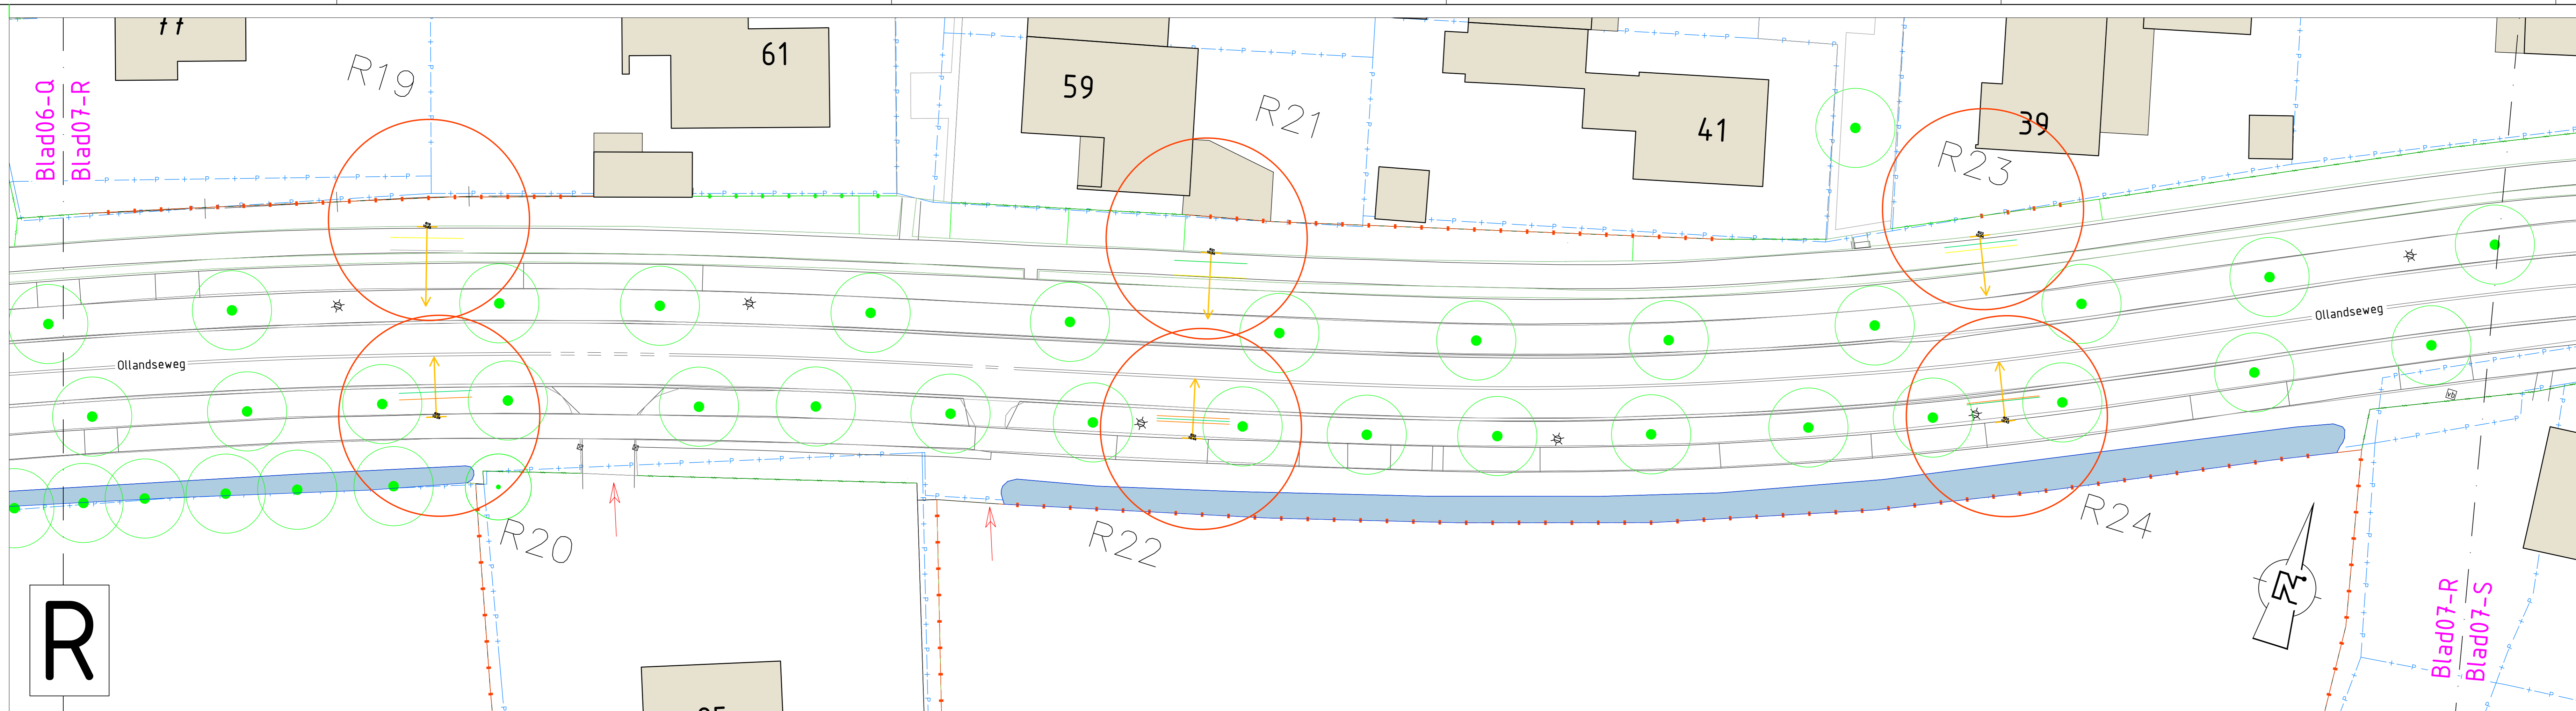 Blad06-Q
Blad07-R
R19
61
59
R21
41
39
R23
Ollandseweg
Ollandseweg
R20
R22
R24
R
Blad07-R
Blad07-S